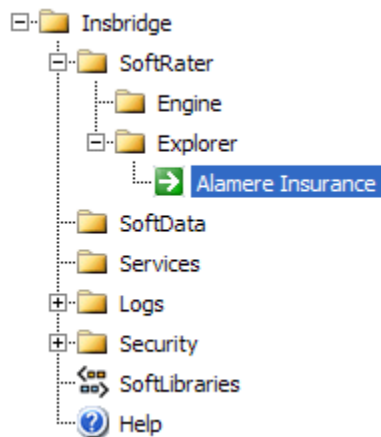 Insbridge
SoftRater
Engine
Explorer
Alamere Insurance
SoftData
Services
Logs
Security
SoftLibraries
Help